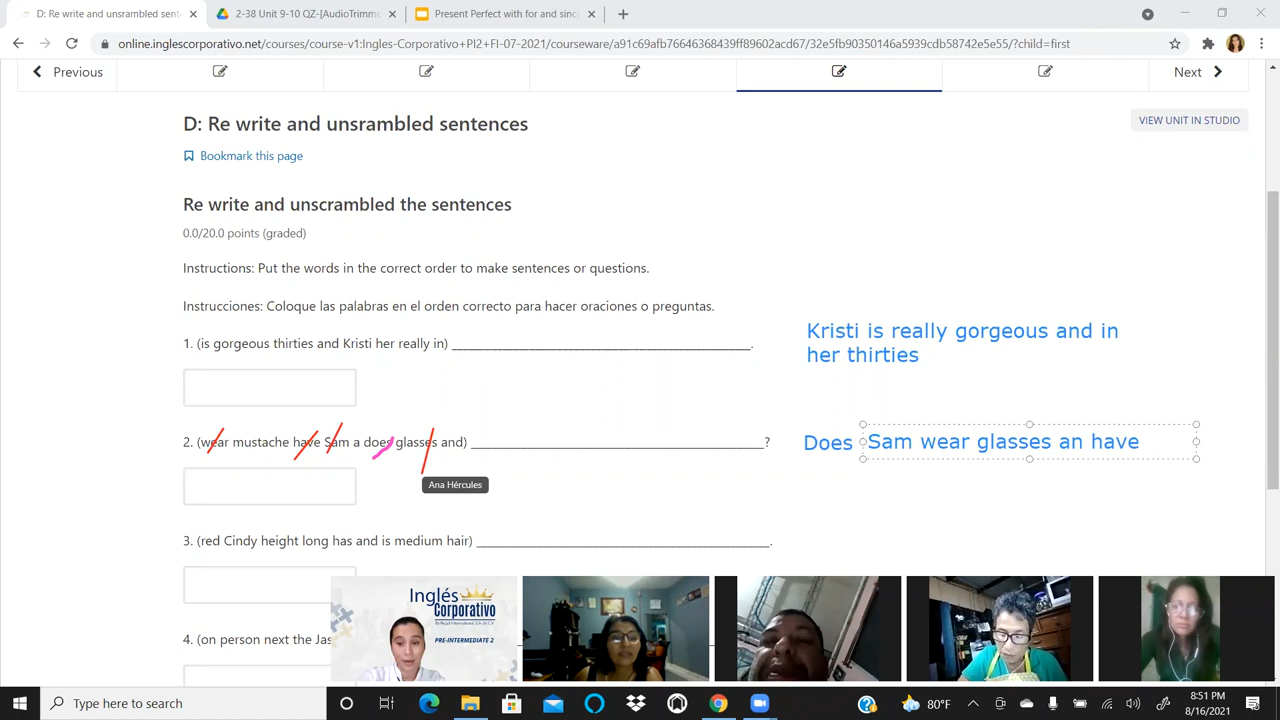 D: Re write and unsrambled sent
2-38 Unit 9-10 QZ-[AudioTrimme
Present Perfect with for and since
online.inglescorporativo.net/courses/course-v1:Ingles-Corporativo+PI2+FI-07-2021/courseware/a91c69afb76646368439ff89602acd67/32e5fb90350146a5939cdb58742e5e55/?child=first
Previous
Next
D: Re write and unsrambled sentences
VIEW UNIT IN STUDIO
Bookmark this page
Re write and unscrambled the sentences
0.0/20.0 points (graded)
Instructions: Put the words in the correct order to make sentences or questions.
Instrucciones: Coloque las palabras en el orden correcto para hacer oraciones o preguntas.
Kristi is really gorgeous and in
her thirties
1. (is gorgeous thirties and Kristi her really in) ______________________________________________.
2. (wear mustache have Sam a does glasses and) ______________________________________________?
Does Sam wear glasses an have
Ana Hércules
3. (red Cindy height long has and is medium hair) ______________________________________________.
4. (on person next the Jas
Inglés
Corporativo
PRE-INTERMEDIATE 2
Type here to search
80°F
8:51 PM
8/16/2021